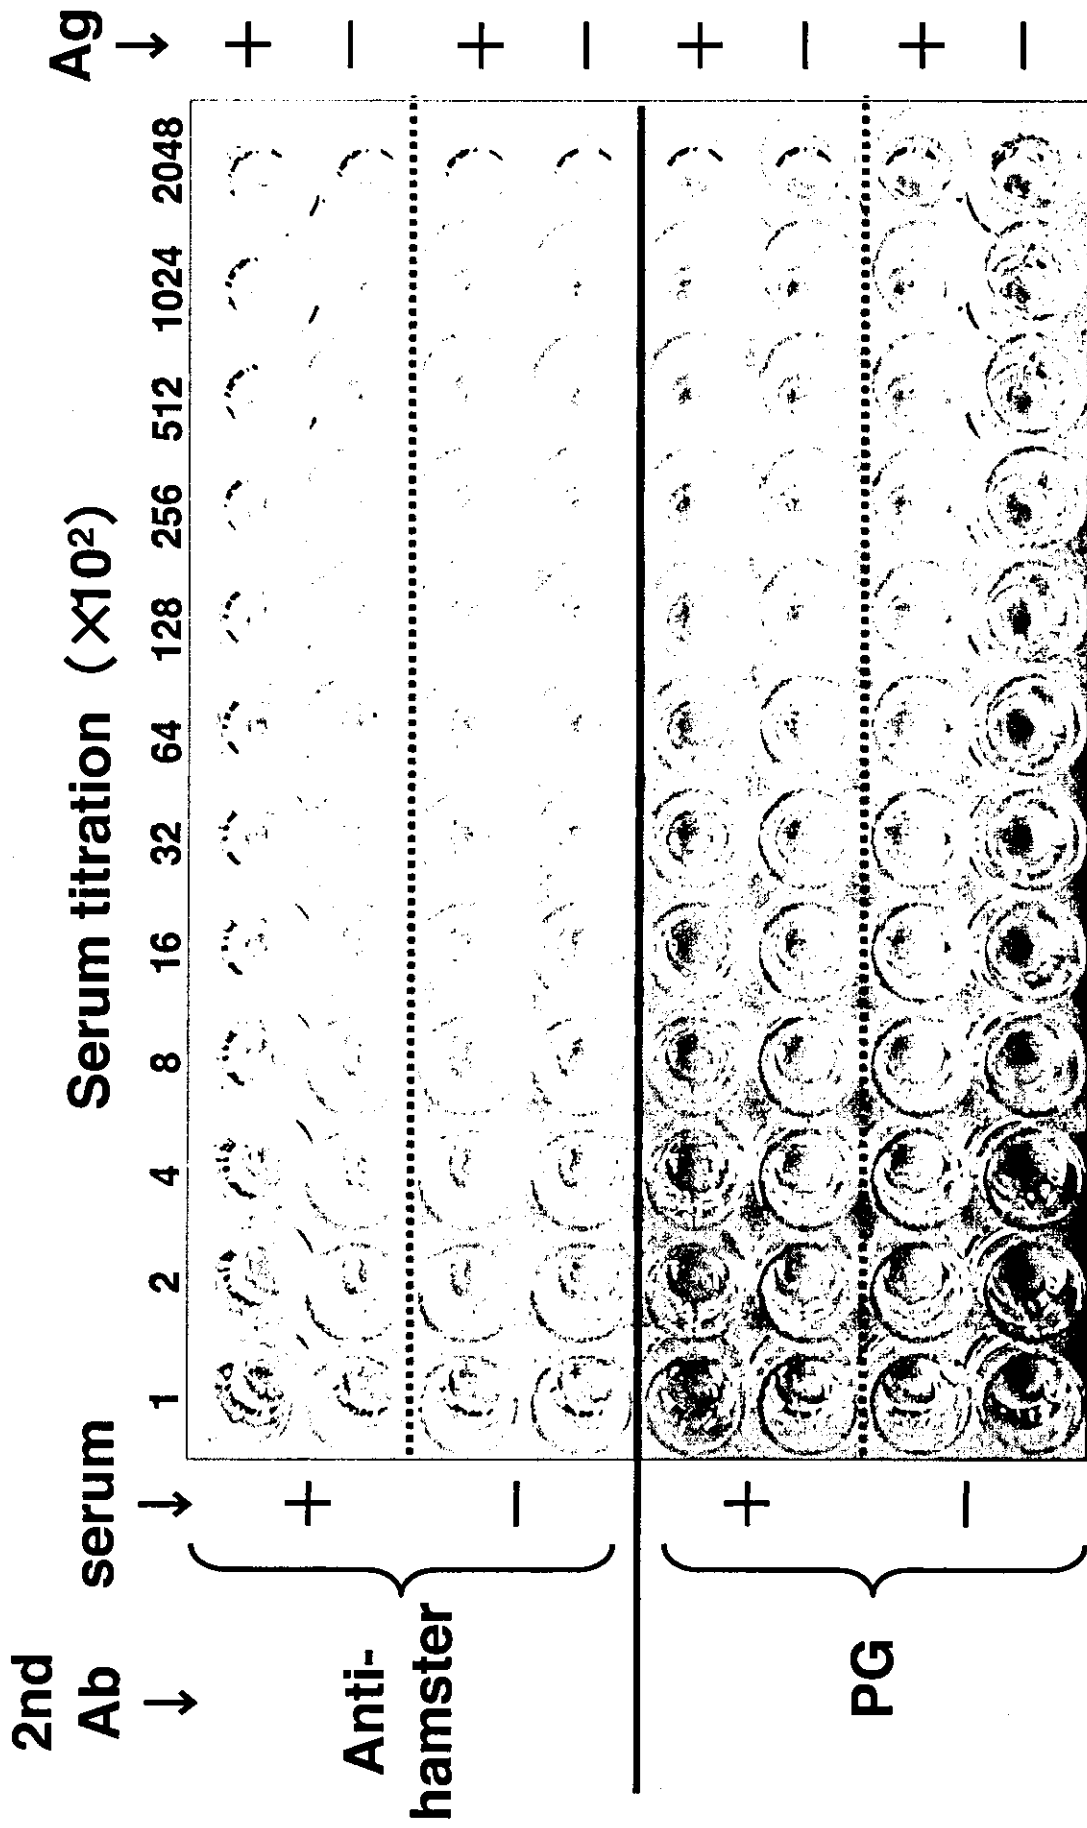 Serum titration (×10²)
2nd
Ab serum 1 2 4 8 16 32 64 128 256 512 1024 2048 Ag
↓ ↓ ↓
Anti-
hamster
+ +
−
− +
−
PG
+ +
−
− +
−